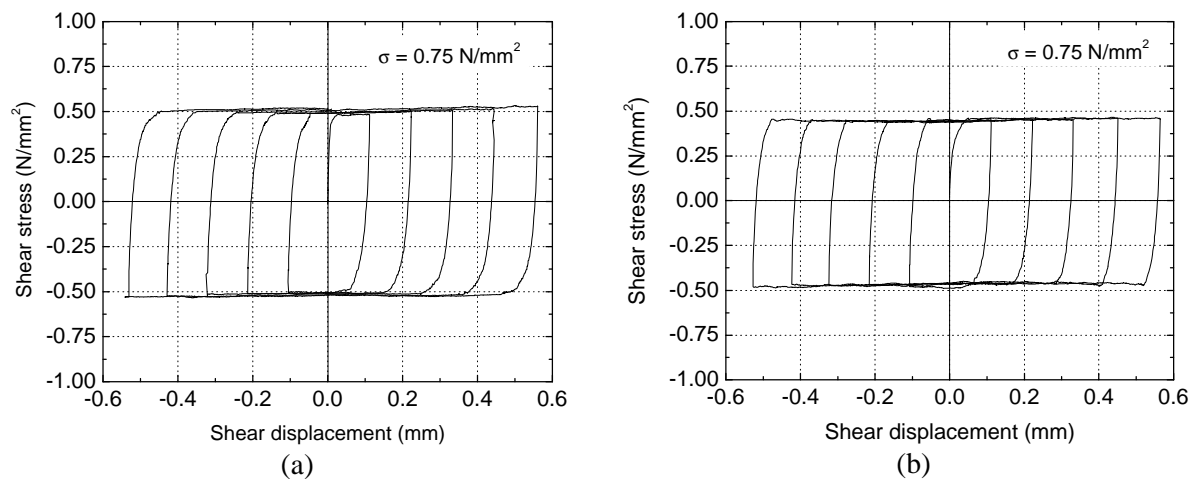 1.00
0.75
0.50
0.25
0.00
-0.25
-0.50
-0.75
-1.00
Shear stress (N/mm²)
σ = 0.75 N/mm²
-0.6 -0.4 -0.2 0.0 0.2 0.4 0.6
Shear displacement (mm)
(a)
1.00
0.75
0.50
0.25
0.00
-0.25
-0.50
-0.75
-1.00
Shear stress (N/mm²)
σ = 0.75 N/mm²
-0.6 -0.4 -0.2 0.0 0.2 0.4 0.6
Shear displacement (mm)
(b)